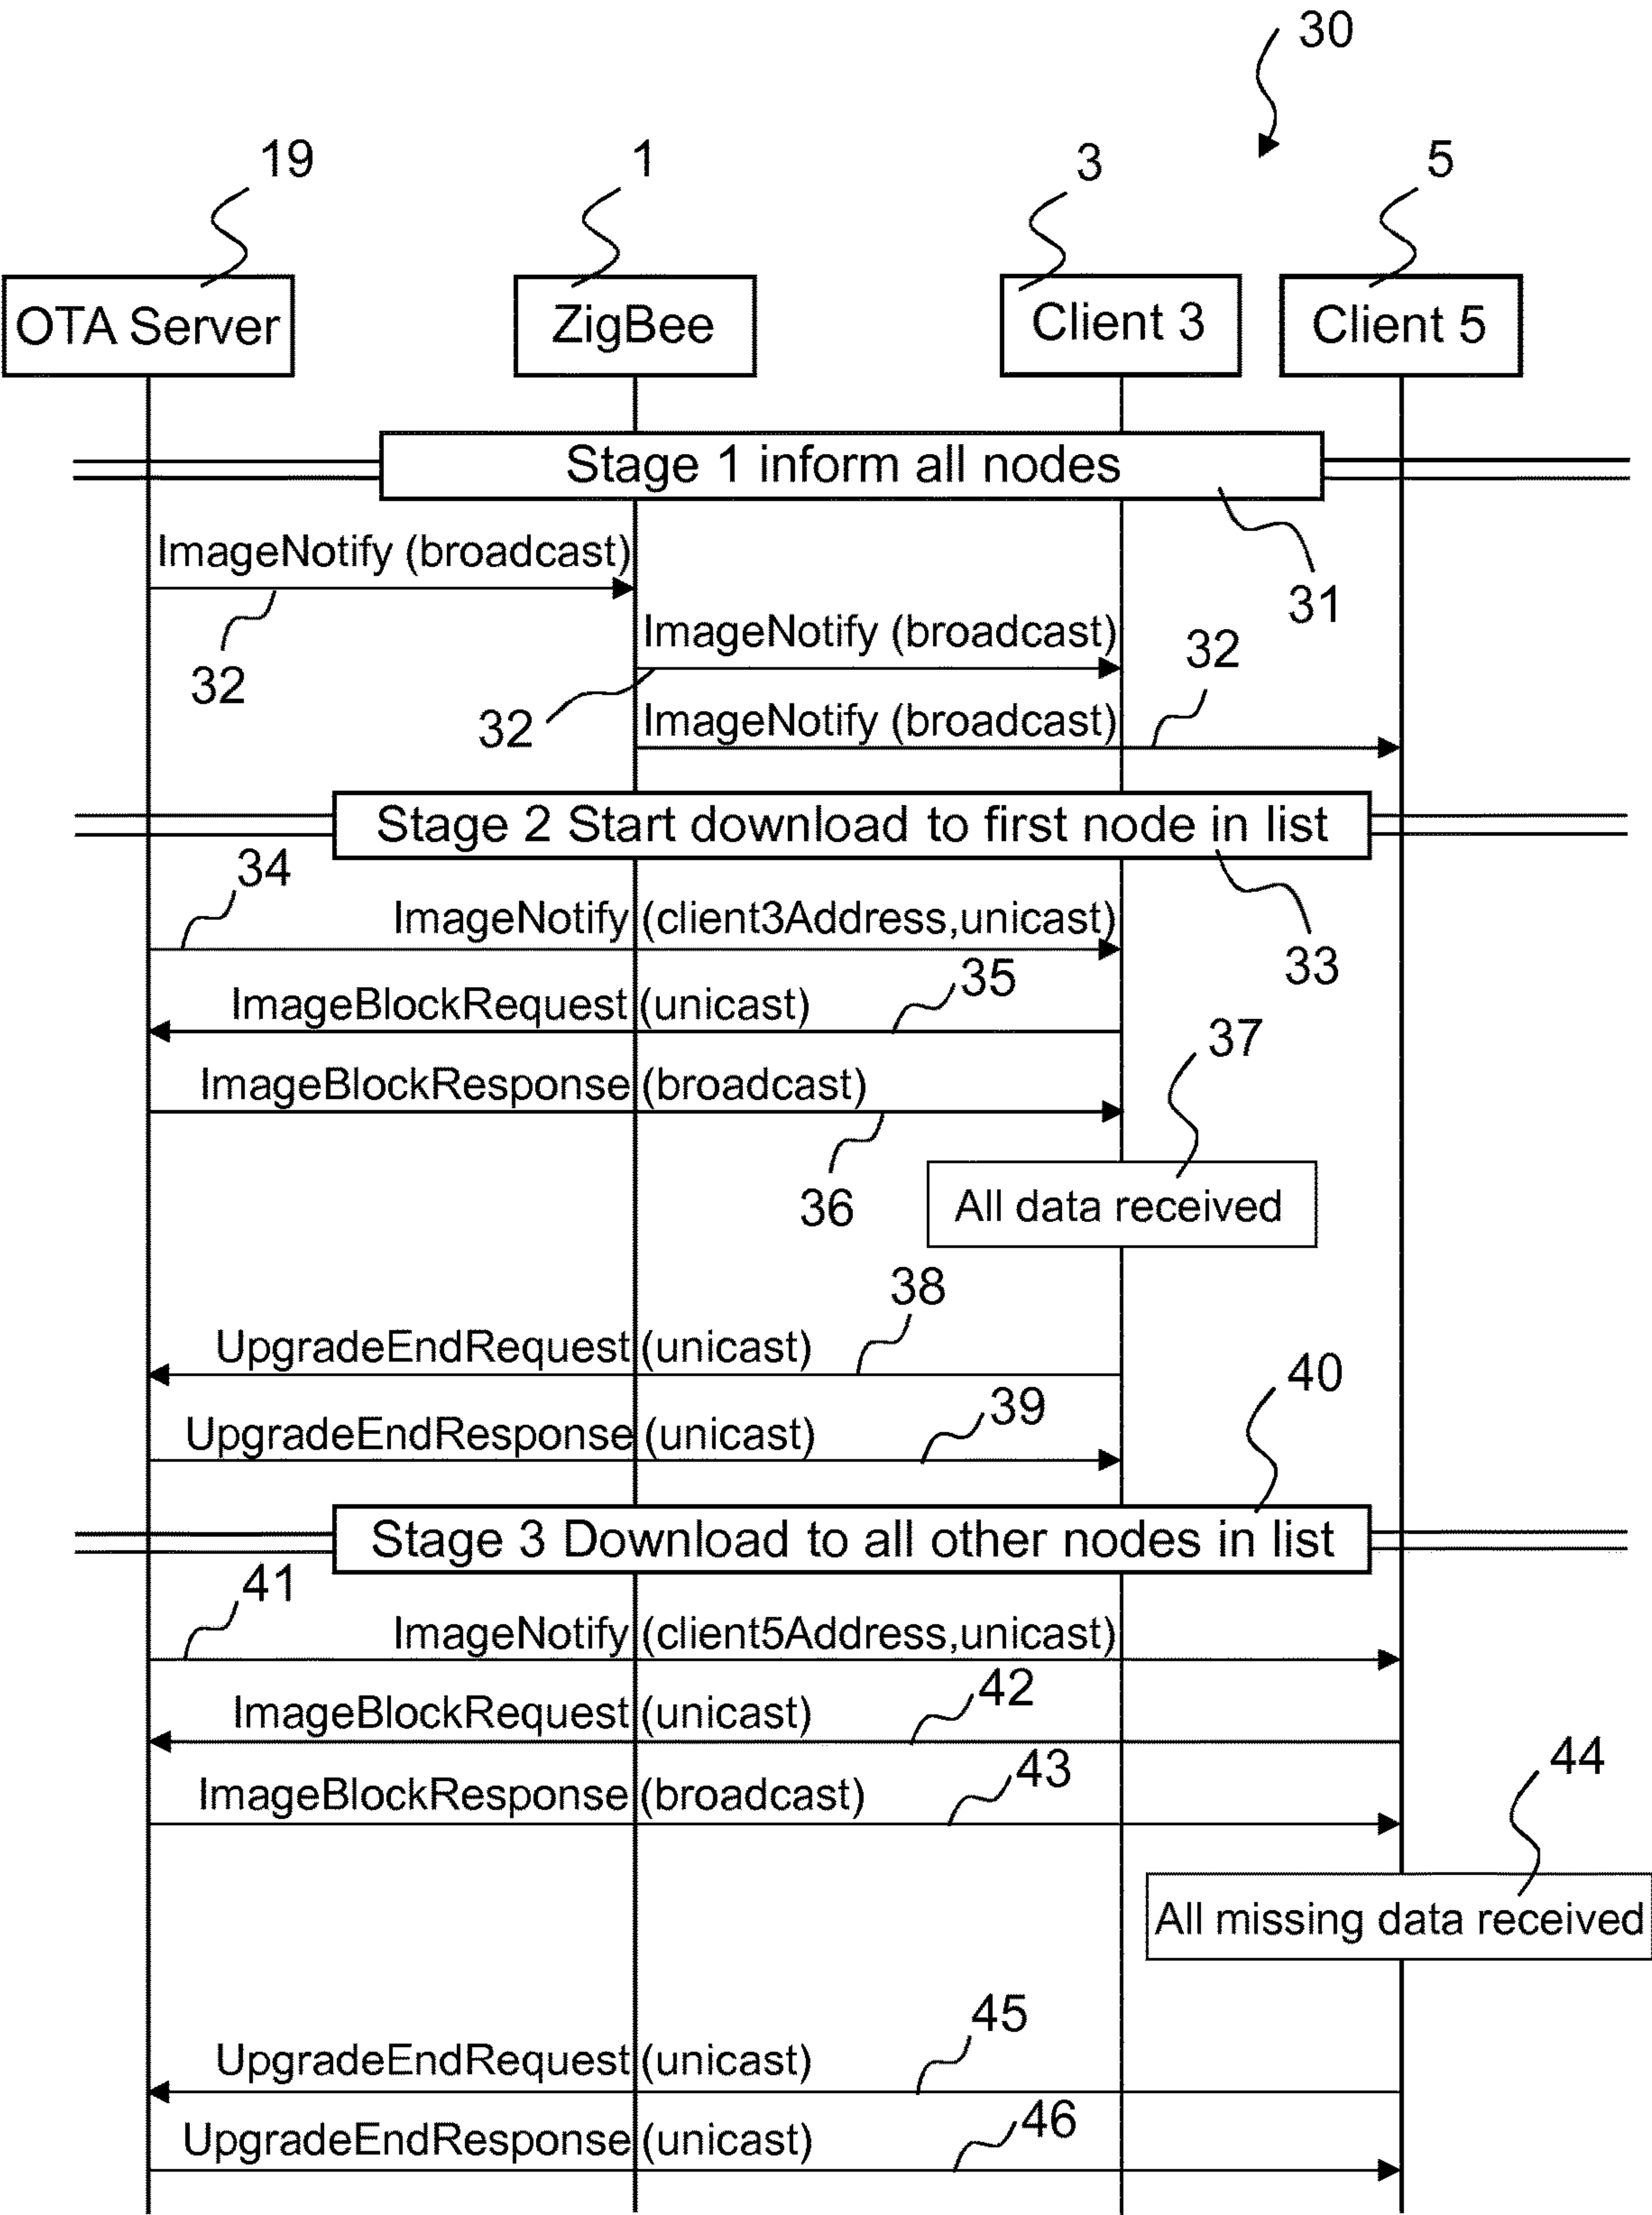 30
19
1
3
5
OTA Server
ZigBee
Client 3
Client 5
Stage 1 inform all nodes
31
ImageNotify (broadcast)
32
ImageNotify (broadcast)
32
32
ImageNotify (broadcast)
Stage 2 Start download to first node in list
33
34
ImageNotify (client3Address,unicast)
35
ImageBlockRequest (unicast)
37
ImageBlockResponse (broadcast)
36
All data received
38
UpgradeEndRequest (unicast)
40
39
UpgradeEndResponse (unicast)
Stage 3 Download to all other nodes in list
41
ImageNotify (client5Address,unicast)
42
ImageBlockRequest (unicast)
44
43
ImageBlockResponse (broadcast)
All missing data received
45
UpgradeEndRequest (unicast)
46
UpgradeEndResponse (unicast)